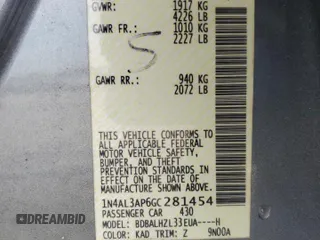 GVWR: 1917 KG
4226 LB
GAWR FR.: 1010 KG
2227 LB
5
GAWR RR.: 940 KG
2072 LB
THIS VEHICLE CONFORMS TO
ALL APPLICABLE FEDERAL
MOTOR VEHICLE SAFETY,
BUMPER, AND THEFT
PREVENTION STANDARDS
IN EFFECT ON THE DATE OF
MANUFACTURE SHOWN ABOVE.
1N4AL3AP6GC281454
PASSENGER CAR 430
MODEL: BDBALHZL33EUA----H
COLOR: KAD TRIM: Z 9N00A